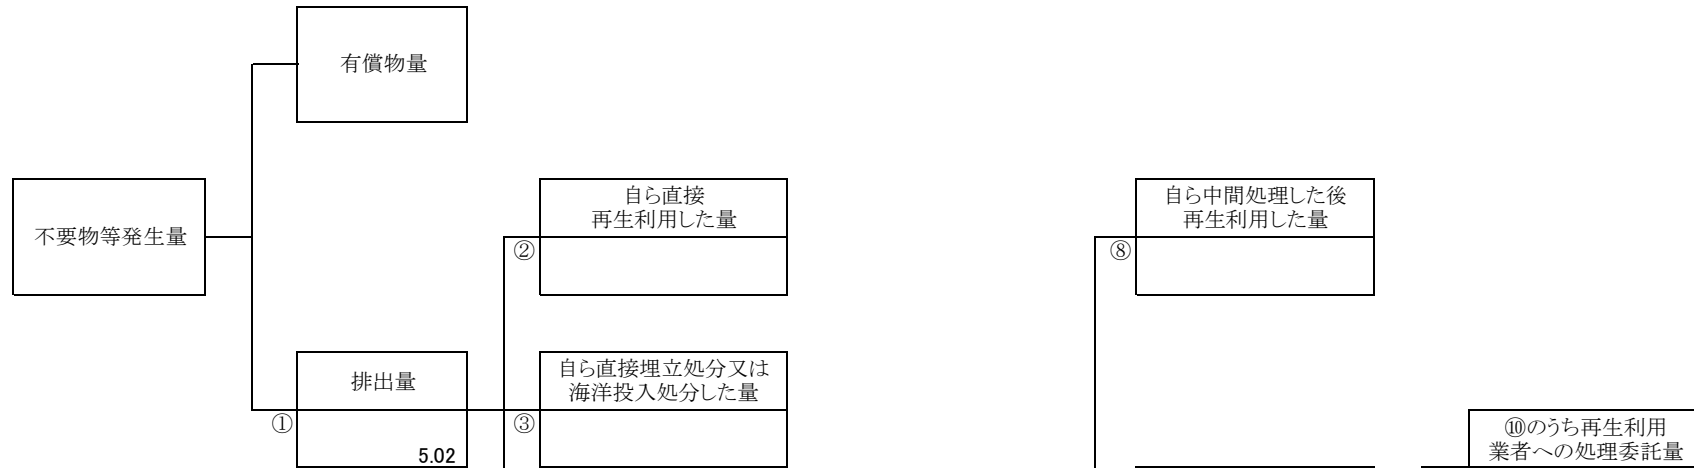 有償物量
不要物等発生量
自ら直接
再生利用した量
②
自ら中間処理した後
再生利用した量
⑧
排出量
①
5.02
自ら直接埋立処分又は
海洋投入処分した量
③
⑩のうち再生利用
業者への処理委託量